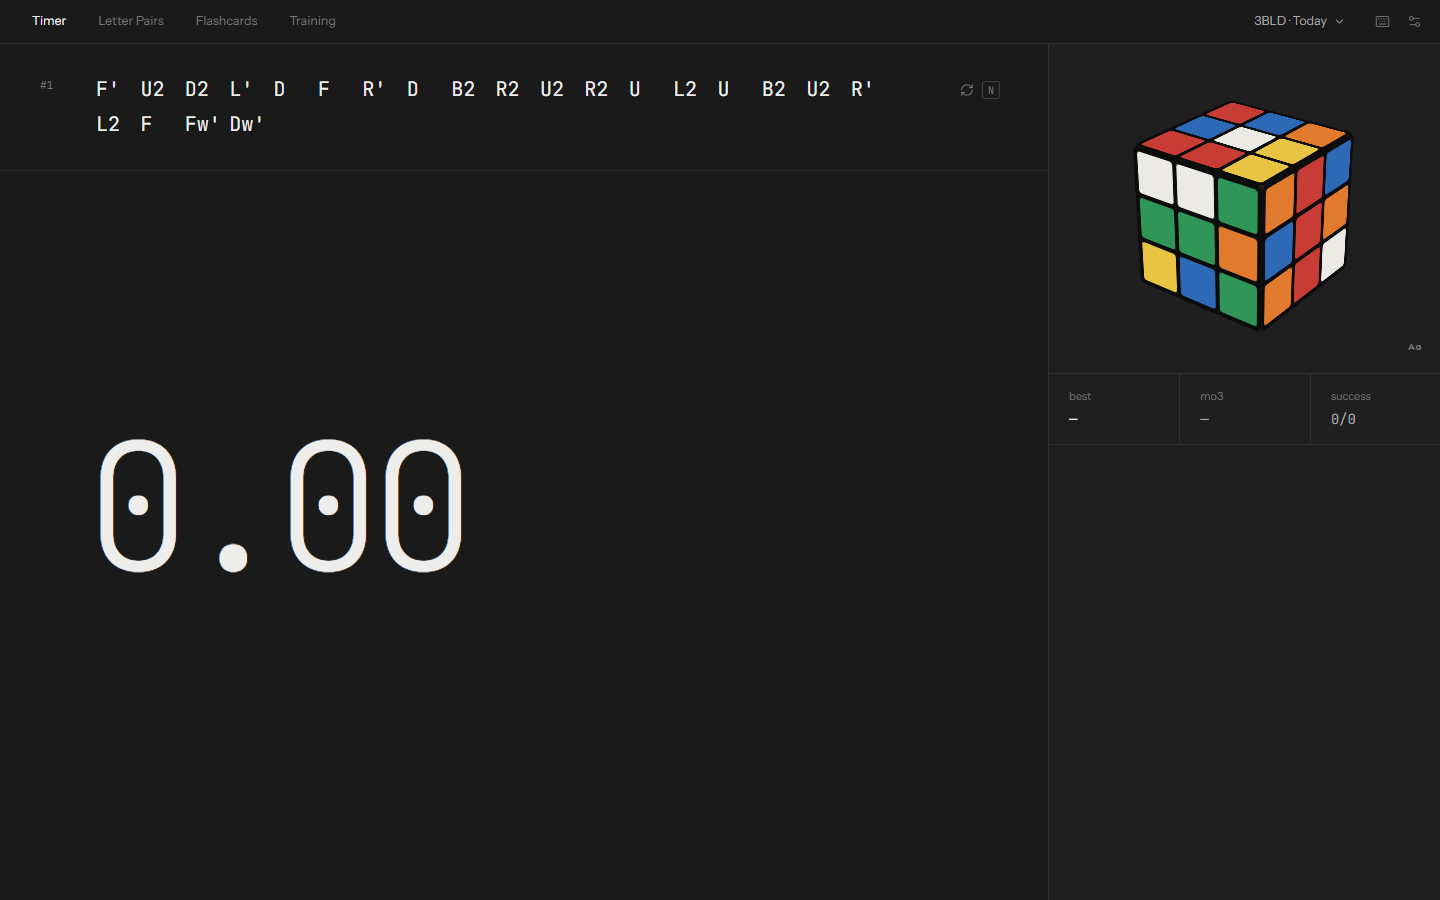 Timer Letter Pairs Flashcards Training 3BLD · Today
#1 F' U2 D2 L' D F R' D B2 R2 U2 R2 U L2 U B2 U2 R' N
L2 F Fw' Dw'
Aa
best mo3 success
– – 0/0
0.00